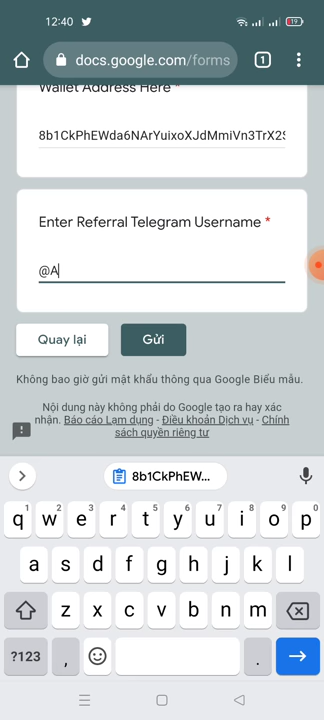 12:40
19
docs.google.com/forms
1
Wallet Address Here *
8b1CkPhEWda6NArYuixoXJdMmiVn3TrX2S
Enter Referral Telegram Username *
@A
Quay lại
Gửi
Không bao giờ gửi mật khẩu thông qua Google Biểu mẫu.
Nội dung này không phải do Google tạo ra hay xác
nhận. Báo cáo Lạm dụng - Điều khoản Dịch vụ - Chính
sách quyền riêng tư
8b1CkPhEW...
1 2 3 4 5 6 7 8 9 0
q w e r t y u i o p
a s d f g h j k l
z x c v b n m
?123 , .